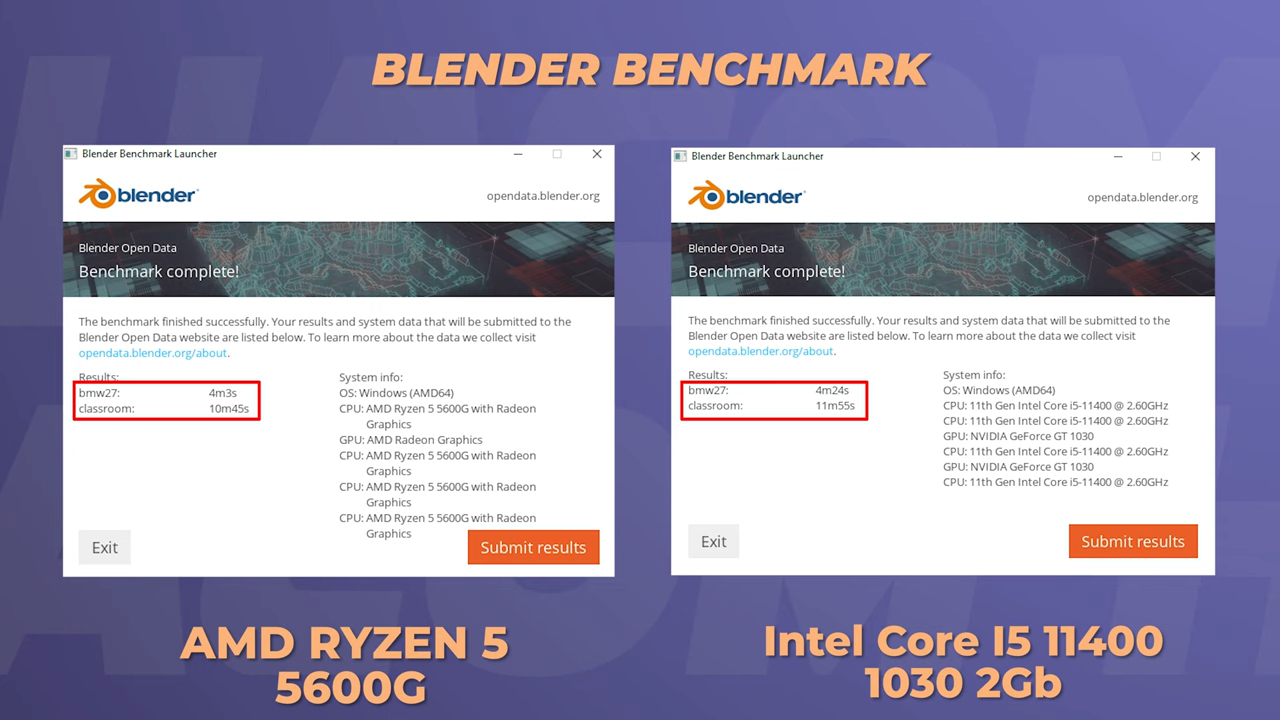 BLENDER BENCHMARK
Blender Benchmark Launcher
blender
opendata.blender.org
Blender Open Data
Benchmark complete!
The benchmark finished successfully. Your results and system data that will be submitted to the
Blender Open Data website are listed below. To learn more about the data we collect visit
opendata.blender.org/about.
Results:
bmw27: 4m3s
classroom: 10m45s
System info:
OS: Windows (AMD64)
CPU: AMD Ryzen 5 5600G with Radeon
Graphics
GPU: AMD Radeon Graphics
CPU: AMD Ryzen 5 5600G with Radeon
Graphics
CPU: AMD Ryzen 5 5600G with Radeon
Graphics
CPU: AMD Ryzen 5 5600G with Radeon
Graphics
Exit
Submit results
AMD RYZEN 5
5600G
Blender Benchmark Launcher
blender
opendata.blender.org
Blender Open Data
Benchmark complete!
The benchmark finished successfully. Your results and system data that will be submitted to the
Blender Open Data website are listed below. To learn more about the data we collect visit
opendata.blender.org/about.
Results:
bmw27: 4m24s
classroom: 11m55s
System info:
OS: Windows (AMD64)
CPU: 11th Gen Intel Core i5-11400 @ 2.60GHz
CPU: 11th Gen Intel Core i5-11400 @ 2.60GHz
GPU: NVIDIA GeForce GT 1030
CPU: 11th Gen Intel Core i5-11400 @ 2.60GHz
GPU: NVIDIA GeForce GT 1030
CPU: 11th Gen Intel Core i5-11400 @ 2.60GHz
Exit
Submit results
Intel Core I5 11400
1030 2Gb